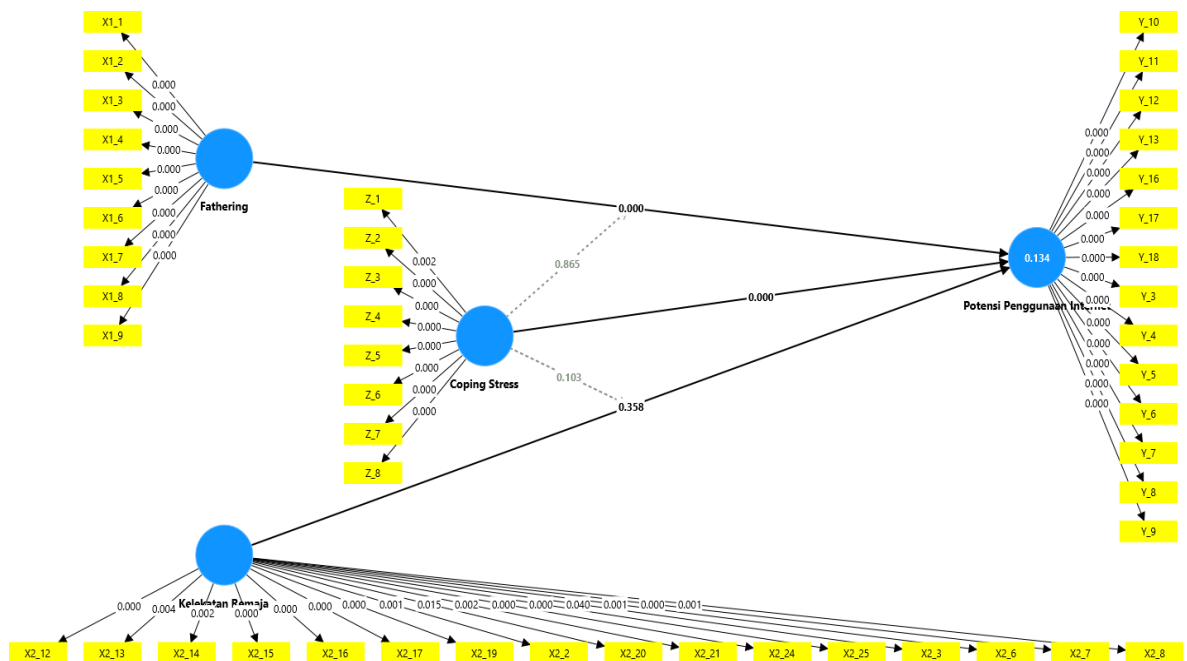 X1_1
X1_2
X1_3
X1_4
X1_5
X1_6
X1_7
X1_8
X1_9
0.000
0.000
0.000
0.000
0.000
0.000
0.000
0.000
0.000
Fathering
Z_1
Z_2
Z_3
Z_4
Z_5
Z_6
Z_7
Z_8
0.002
0.000
0.000
0.000
0.000
0.000
0.000
0.000
Coping Stress
0.000
0.865
0.000
0.103
0.358
0.134
Potensi Penggunaan Internet
Y_10
Y_11
Y_12
Y_13
Y_16
Y_17
Y_18
Y_3
Y_4
Y_5
Y_6
Y_7
Y_8
Y_9
0.000
0.000
0.000
0.000
0.000
0.000
0.000
0.000
0.000
0.000
0.000
0.000
0.000
0.000
Kelekatan Remaja
0.000
0.004
0.002
0.000
0.000
0.000
0.000
0.001
0.015
0.002
0.000
0.000
0.040
0.001
0.000
0.001
X2_12
X2_13
X2_14
X2_15
X2_16
X2_17
X2_19
X2_2
X2_20
X2_21
X2_24
X2_25
X2_3
X2_6
X2_7
X2_8